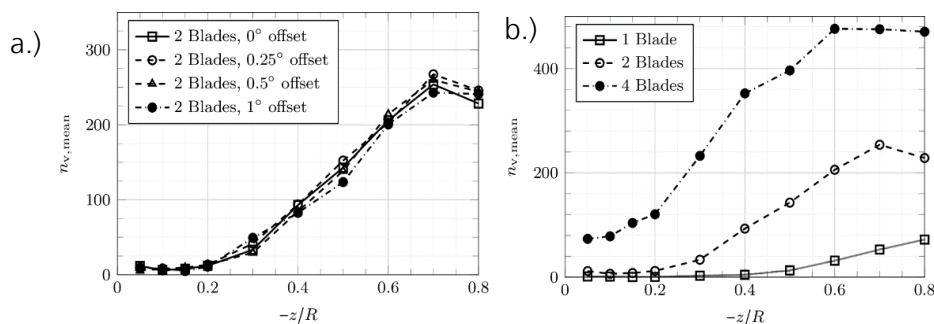 a.)
2 Blades, 0° offset
2 Blades, 0.25° offset
2 Blades, 0.5° offset
2 Blades, 1° offset
300
200
100
0
n_v,mean
0 0.2 0.4 0.6 0.8
−z/R
b.)
1 Blade
2 Blades
4 Blades
400
200
0
n_v,mean
0 0.2 0.4 0.6 0.8
−z/R